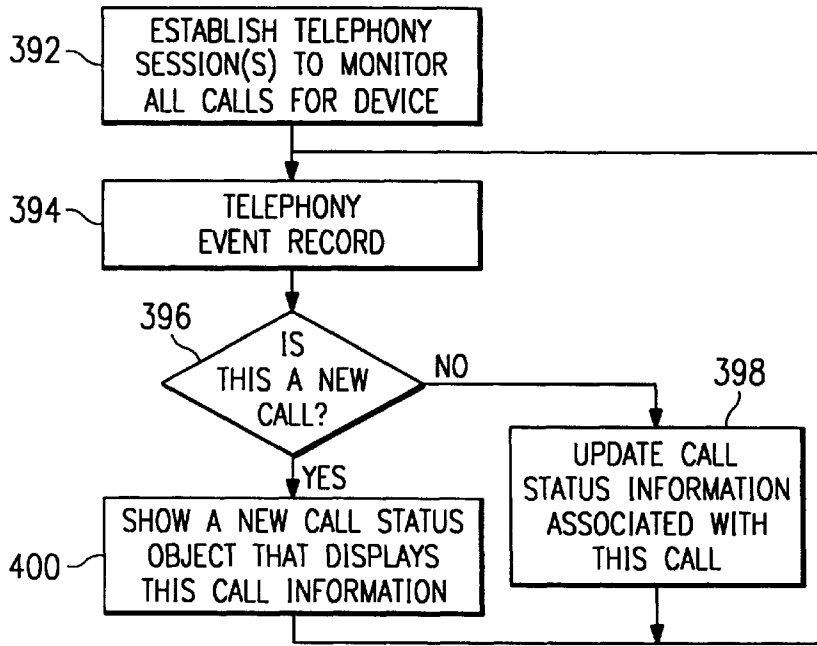 392
ESTABLISH TELEPHONY
SESSION(S) TO MONITOR
ALL CALLS FOR DEVICE
394
TELEPHONY
EVENT RECORD
396
IS
THIS A NEW
CALL?
NO
YES
398
UPDATE CALL
STATUS INFORMATION
ASSOCIATED WITH
THIS CALL
400
SHOW A NEW CALL STATUS
OBJECT THAT DISPLAYS
THIS CALL INFORMATION